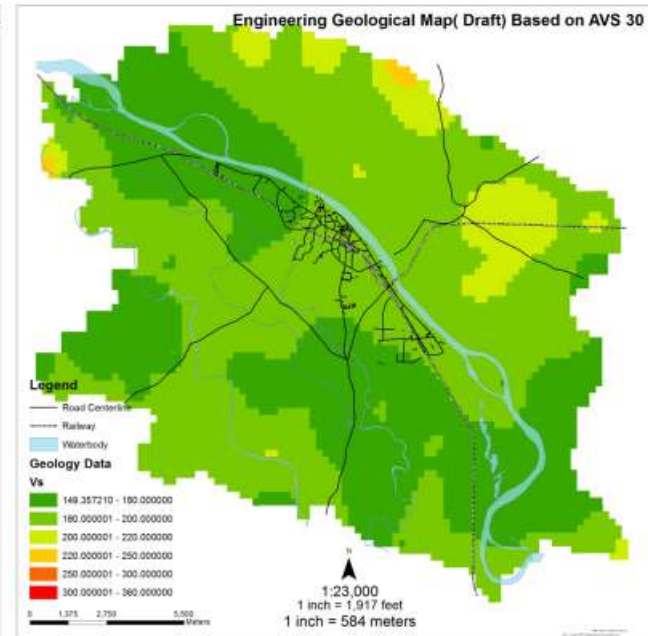 Engineering Geological Map( Draft) Based on AVS 30
Legend
Road Centerline
Railway
Waterbody
Geology Data
Vs
149.357210 - 180.000000
180.000001 - 200.000000
200.000001 - 220.000000
220.000001 - 250.000000
250.000001 - 300.000000
300.000001 - 360.000000
N
1:23,000
1 inch = 1,917 feet
1 inch = 584 meters
0 1,375 2,750 5,500
Meters